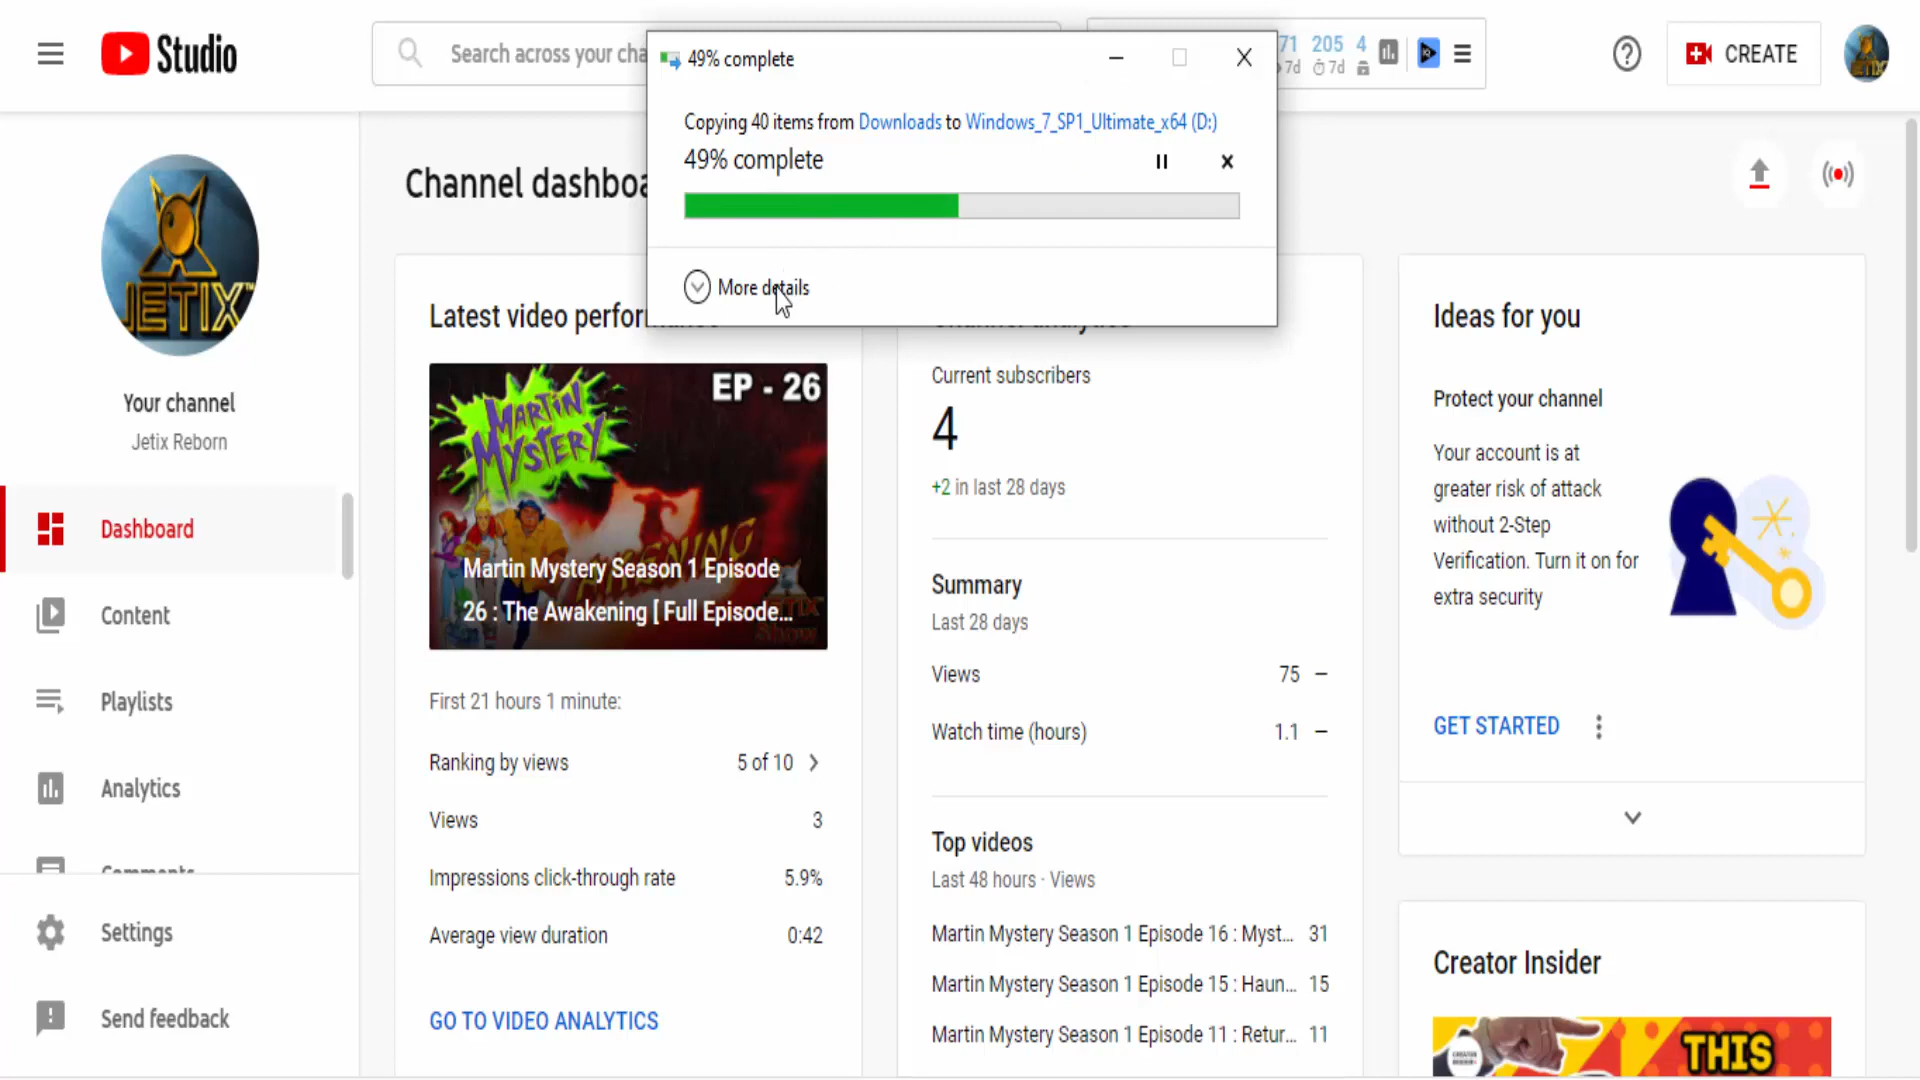 Studio
Search across your cha
49% complete
71 205 4
7d 7d
CREATE
Copying 40 items from Downloads to Windows_7_SP1_Ultimate_x64 (D:)
49% complete
More details
Channel dashboa
JETIX
Your channel
Jetix Reborn
Dashboard
Content
Playlists
Analytics
Comments
Settings
Send feedback
Latest video perfor
EP - 26
MARTIN
MYSTERY
Martin Mystery Season 1 Episode
26 : The Awakening [ Full Episode...
First 21 hours 1 minute:
Ranking by views 5 of 10
Views 3
Impressions click-through rate 5.9%
Average view duration 0:42
GO TO VIDEO ANALYTICS
Current subscribers
4
+2 in last 28 days
Summary
Last 28 days
Views 75 –
Watch time (hours) 1.1 –
Top videos
Last 48 hours · Views
Martin Mystery Season 1 Episode 16 : Myst... 31
Martin Mystery Season 1 Episode 15 : Haun... 15
Martin Mystery Season 1 Episode 11 : Retur... 11
Ideas for you
Protect your channel
Your account is at
greater risk of attack
without 2-Step
Verification. Turn it on for
extra security
GET STARTED
Creator Insider
THIS